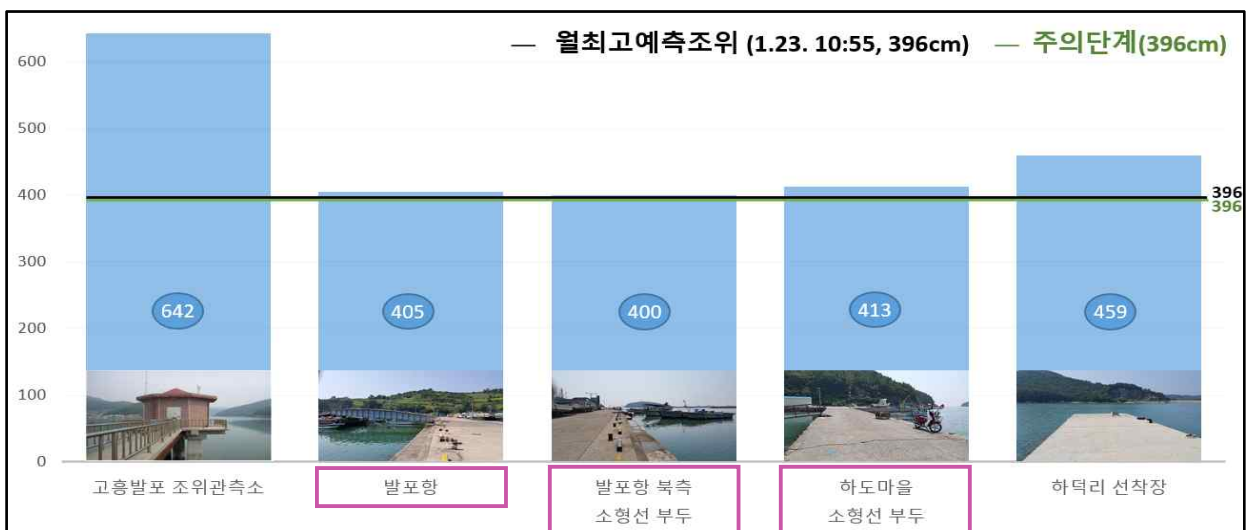 — 월최고예측조위 (1.23. 10:55, 396cm) — 주의단계(396cm)
600
500
400
300
200
100
0
396
396
642
405
400
413
459
고흥발포 조위관측소
발포항
발포항 북측
소형선 부두
하도마을
소형선 부두
하덕리 선착장